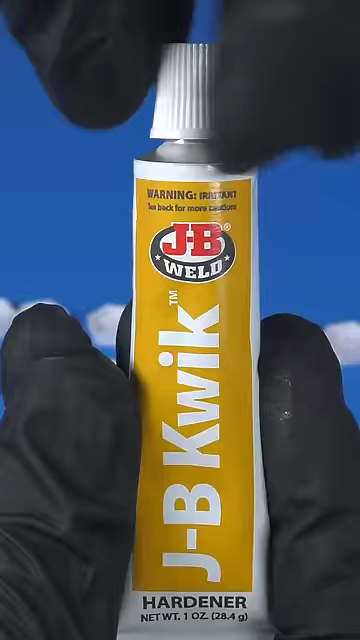 WARNING: IRRITANT
See back for more cautions
J-B®
WELD
J-B Kwik™
HARDENER
NET WT. 1 OZ. (28.4 g)